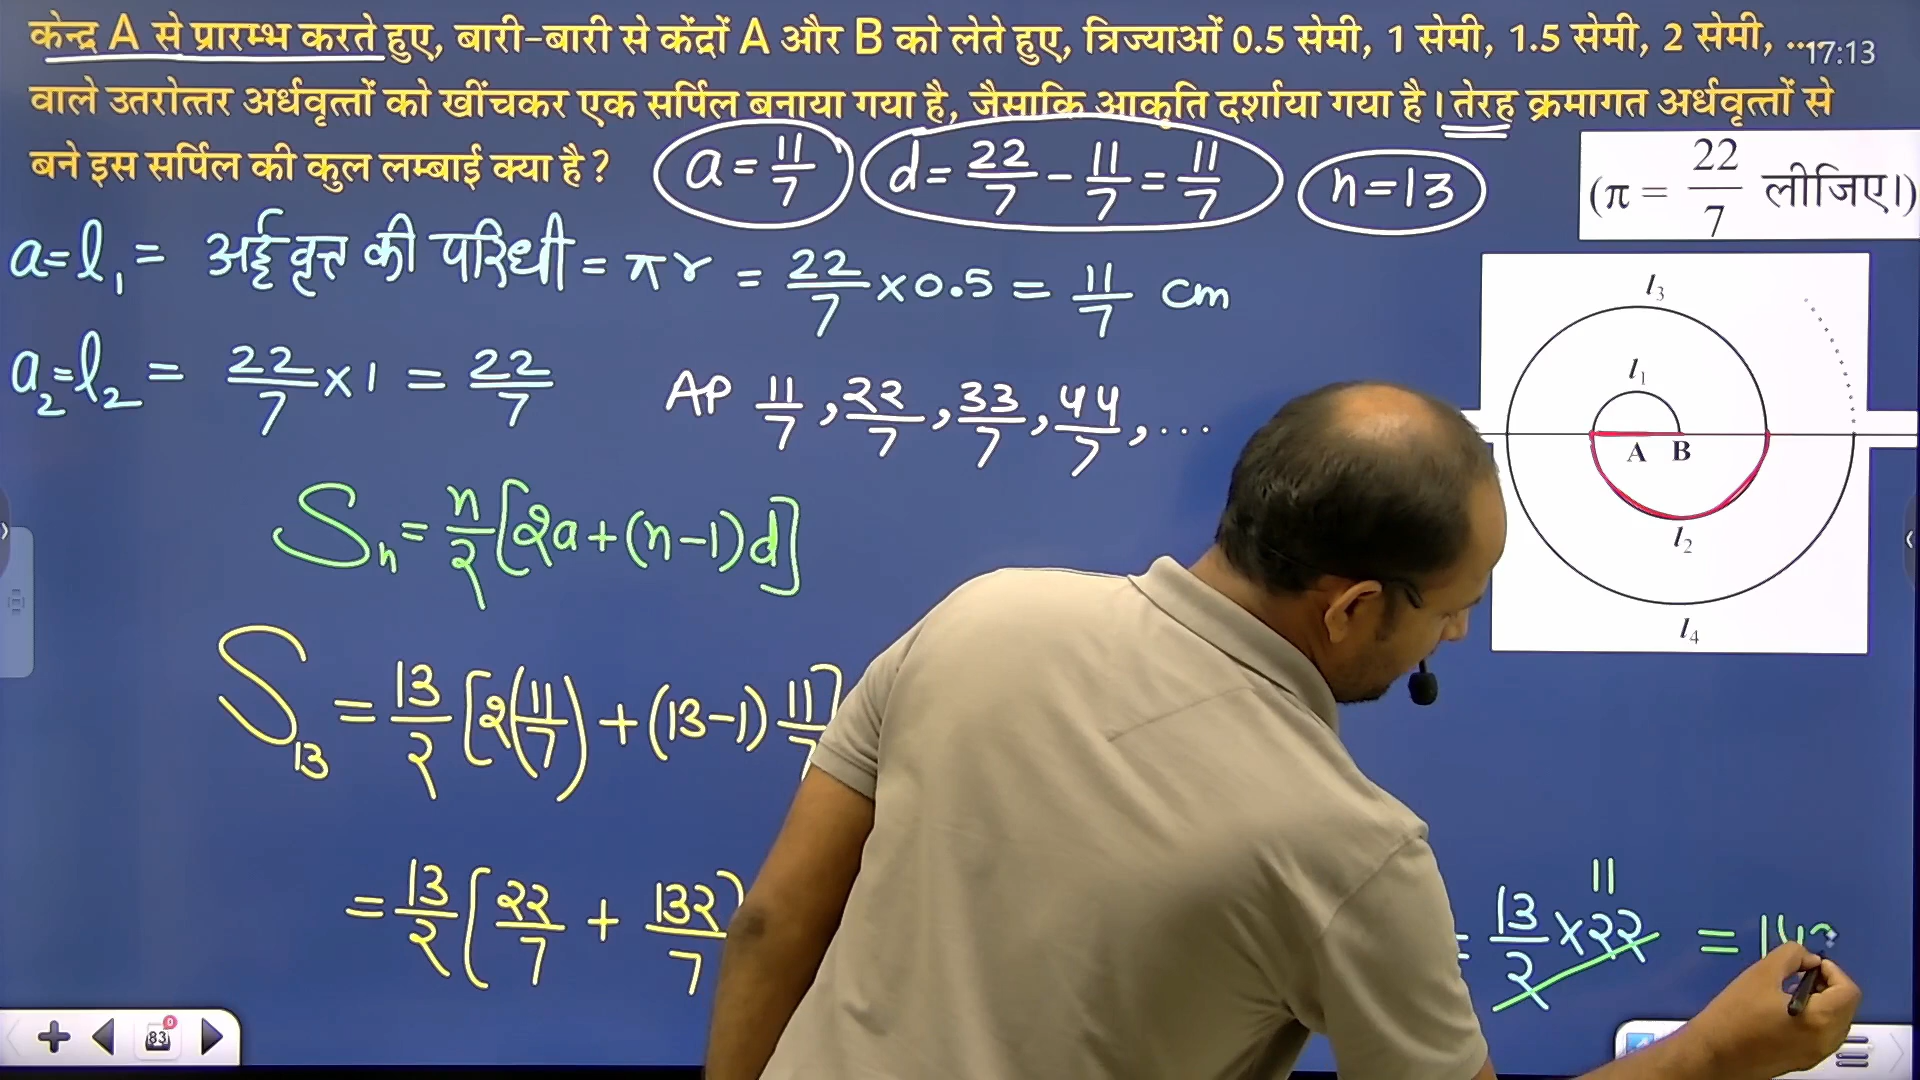 केन्द्र A से प्रारम्भ करते हुए, बारी-बारी से केंद्रों A और B को लेते हुए, त्रिज्याओं 0.5 सेमी, 1 सेमी, 1.5 सेमी, 2 सेमी, ....
17:13
वाले उतरोत्तर अर्धवृत्तों को खींचकर एक सर्पिल बनाया गया है, जैसाकि आकृति दर्शाया गया है। तेरह क्रमागत अर्धवृत्तों से
बने इस सर्पिल की कुल लम्बाई क्या है ?
a = 11/7
d = 22/7 - 11/7 = 11/7
n = 13
(π = 22/7 लीजिए।)
a = l₁ = अर्द्धवृत्त की परिधी = πr = 22/7 × 0.5 = 11/7 cm
a₂ = l₂ = 22/7 × 1 = 22/7
AP 11/7, 22/7, 33/7, 44/7, ...
Sₙ = n/2 [2a + (n-1)d]
S₁₃ = 13/2 [2(11/7) + (13-1) 11/7]
= 13/2 [22/7 + 132/7]
= 13/2 × 22 11 = 143
l₃
l₁
A B
l₂
l₄
83
0